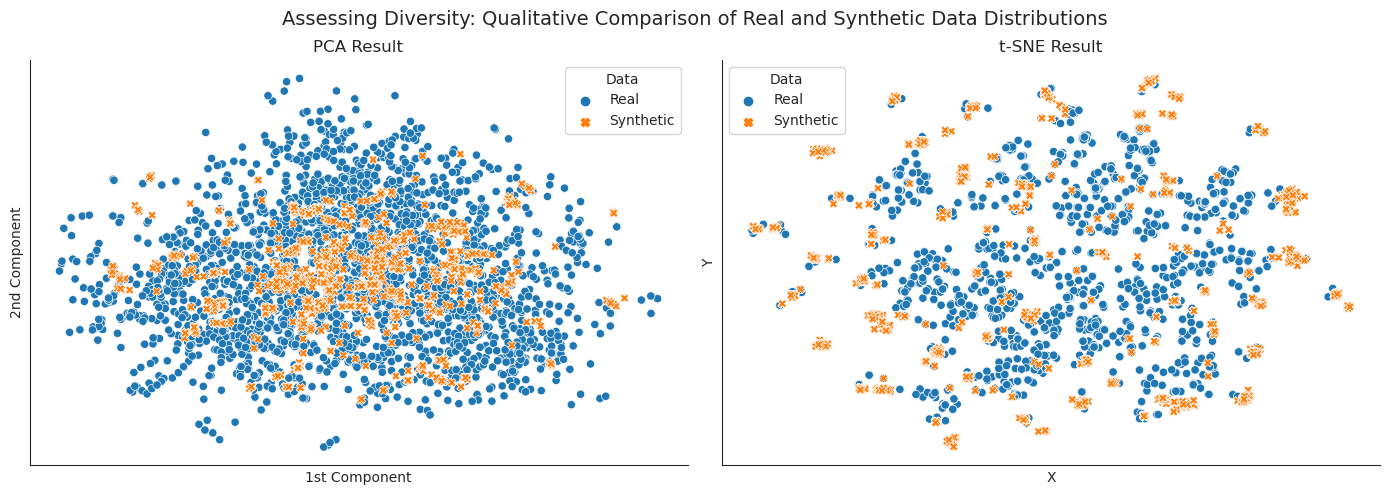 Assessing Diversity: Qualitative Comparison of Real and Synthetic Data Distributions
PCA Result
Data
Real
Synthetic
2nd Component
1st Component
t-SNE Result
Data
Real
Synthetic
Y
X